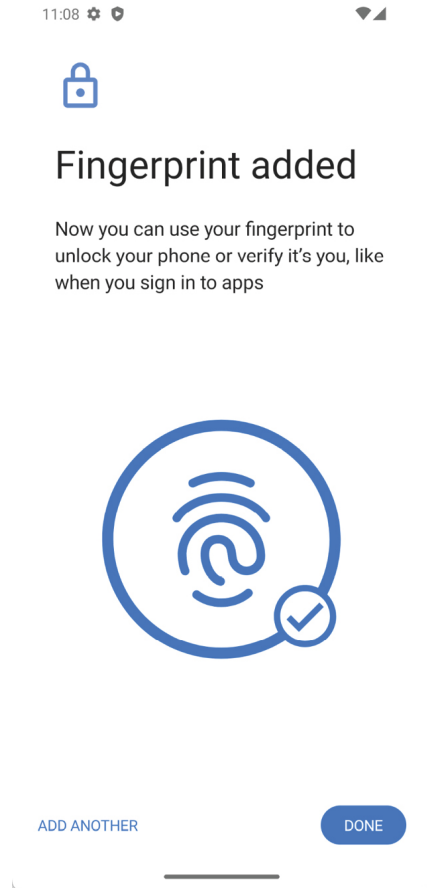 11:08
Fingerprint added
Now you can use your fingerprint to
unlock your phone or verify it’s you, like
when you sign in to apps
ADD ANOTHER
DONE